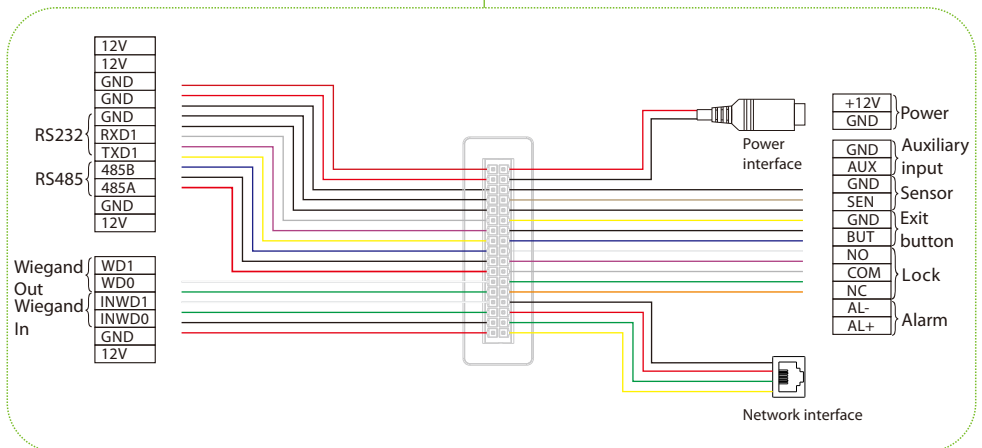 12V
12V
GND
GND
GND
RS232
RXD1
TXD1
RS485
485B
485A
GND
12V
Wiegand
Out
WD1
WD0
Wiegand
In
INWD1
INWD0
GND
12V
Power
interface
+12V
GND
Power
GND
AUX
Auxiliary
input
GND
SEN
Sensor
GND
BUT
Exit
button
NO
COM
NC
Lock
AL-
AL+
Alarm
Network interface